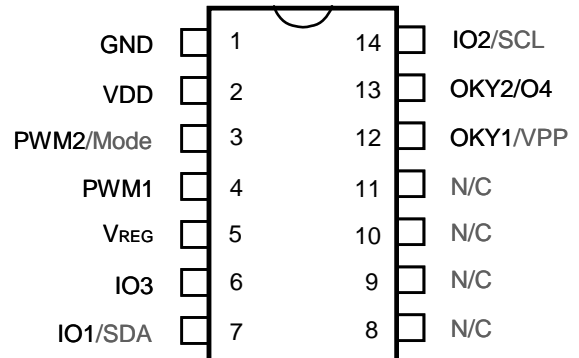 GND 1 14 IO2/SCL
VDD 2 13 OKY2/O4
PWM2/Mode 3 12 OKY1/VPP
PWM1 4 11 N/C
VREG 5 10 N/C
IO3 6 9 N/C
IO1/SDA 7 8 N/C